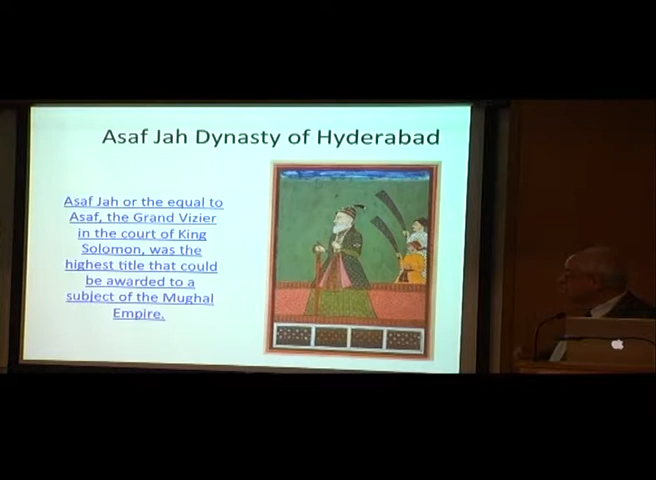 Asaf Jah Dynasty of Hyderabad
Asaf Jah or the equal to
Asaf, the Grand Vizier
in the court of King
Solomon, was the
highest title that could
be awarded to a
subject of the Mughal
Empire.